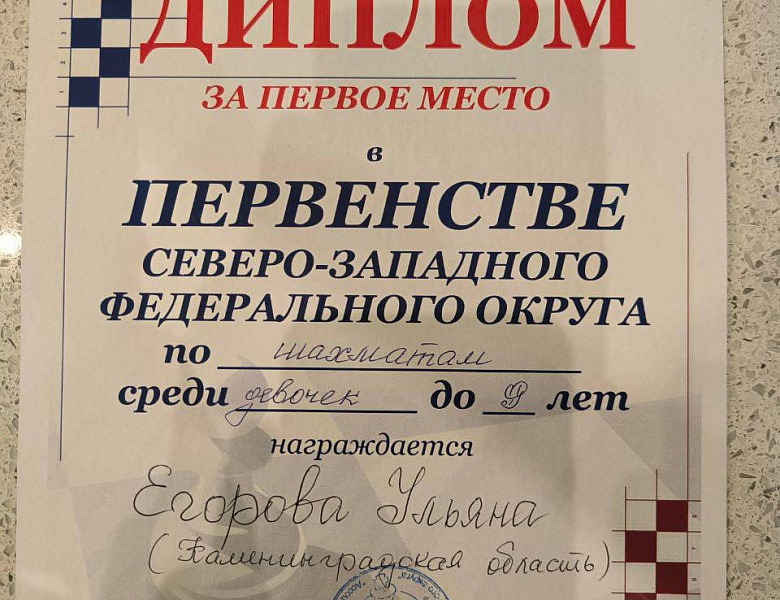 ДИПЛОМ
ЗА ПЕРВОЕ МЕСТО
в
ПЕРВЕНСТВЕ
СЕВЕРО-ЗАПАДНОГО
ФЕДЕРАЛЬНОГО ОКРУГА
по шахматам
среди девочек до 9 лет
награждается
Егорова Ульяна
(Калининградская область)